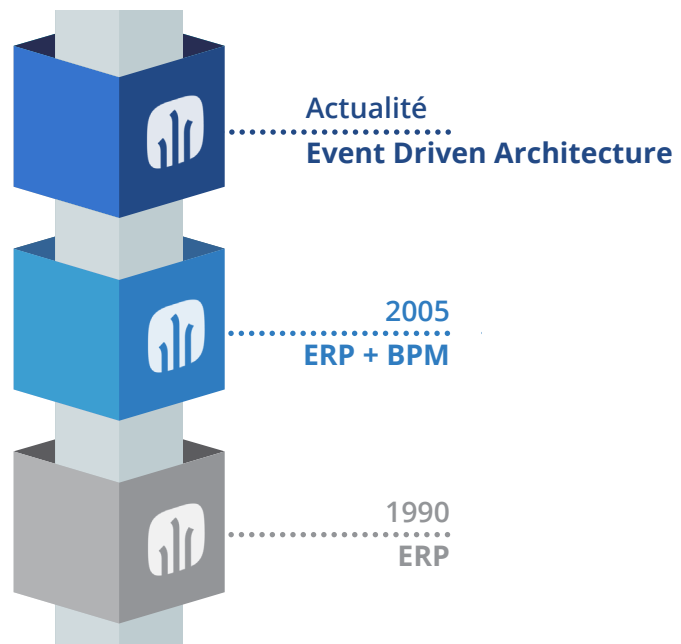 Actualité
Event Driven Architecture
2005
ERP + BPM
1990
ERP